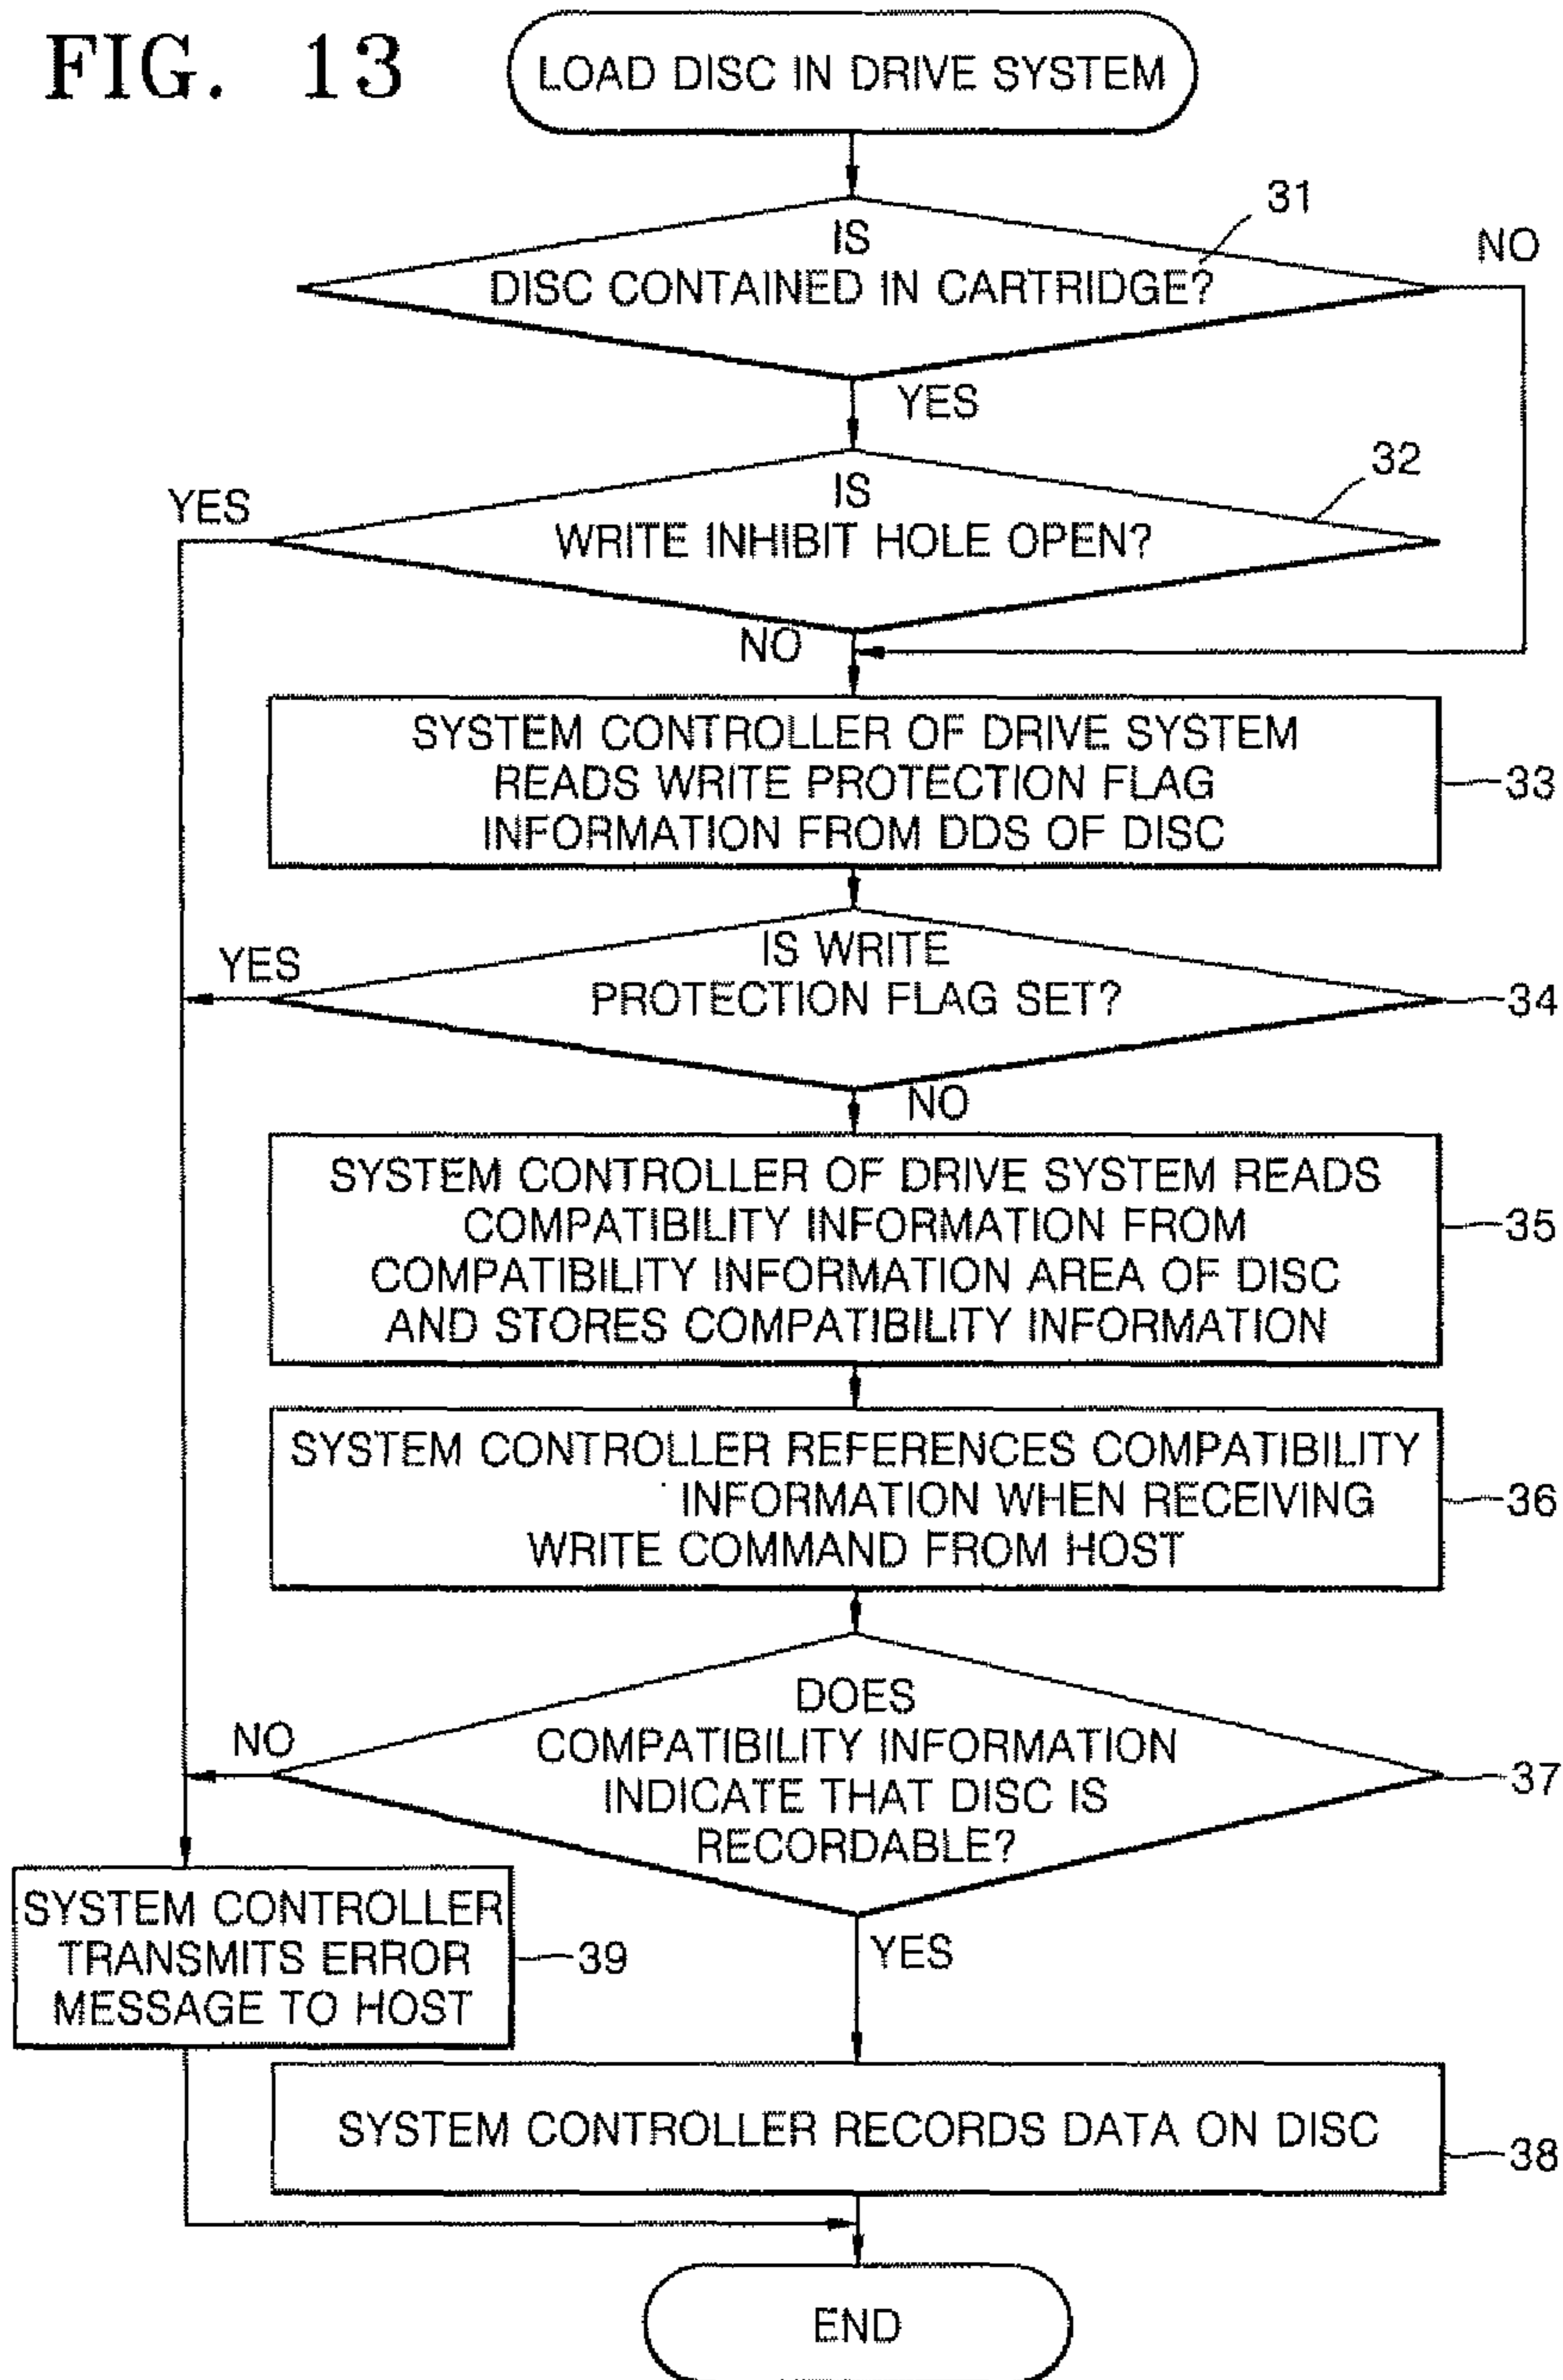 FIG. 13
LOAD DISC IN DRIVE SYSTEM
31
IS
DISC CONTAINED IN CARTRIDGE?
NO
YES
32
YES
IS
WRITE INHIBIT HOLE OPEN?
NO
SYSTEM CONTROLLER OF DRIVE SYSTEM
READS WRITE PROTECTION FLAG
INFORMATION FROM DDS OF DISC
33
YES
IS WRITE
PROTECTION FLAG SET?
34
NO
SYSTEM CONTROLLER OF DRIVE SYSTEM READS
COMPATIBILITY INFORMATION FROM
COMPATIBILITY INFORMATION AREA OF DISC
AND STORES COMPATIBILITY INFORMATION
35
SYSTEM CONTROLLER REFERENCES COMPATIBILITY
INFORMATION WHEN RECEIVING
WRITE COMMAND FROM HOST
36
NO
DOES
COMPATIBILITY INFORMATION
INDICATE THAT DISC IS
RECORDABLE?
37
SYSTEM CONTROLLER
TRANSMITS ERROR
MESSAGE TO HOST
39
YES
SYSTEM CONTROLLER RECORDS DATA ON DISC
38
END